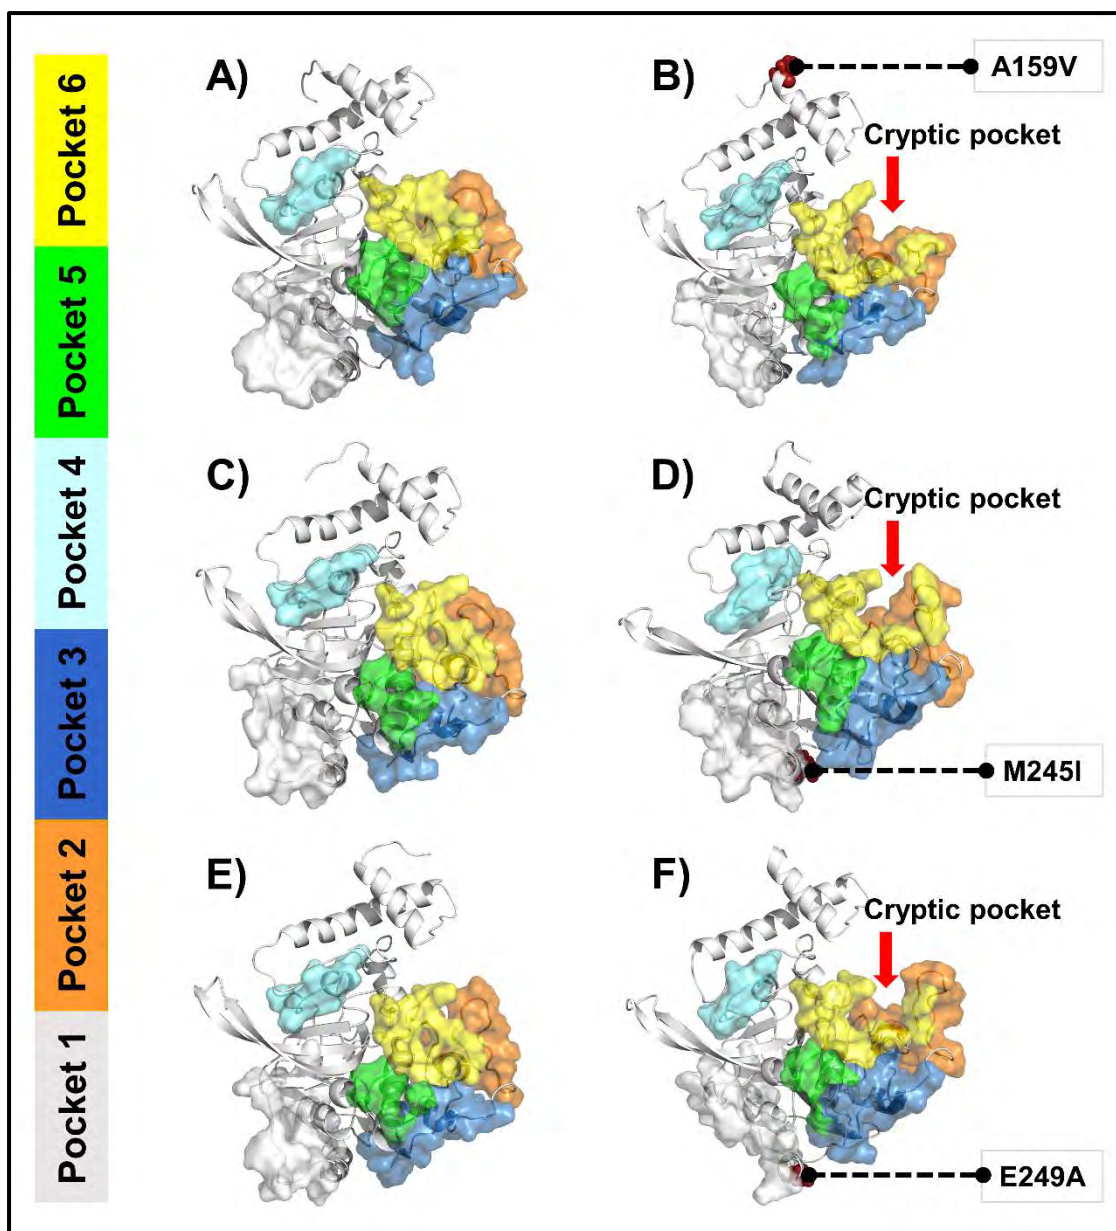 Pocket 6
Pocket 5
Pocket 4
Pocket 3
Pocket 2
Pocket 1
A)
B)
A159V
Cryptic pocket
C)
D)
Cryptic pocket
M245I
E)
F)
Cryptic pocket
E249A